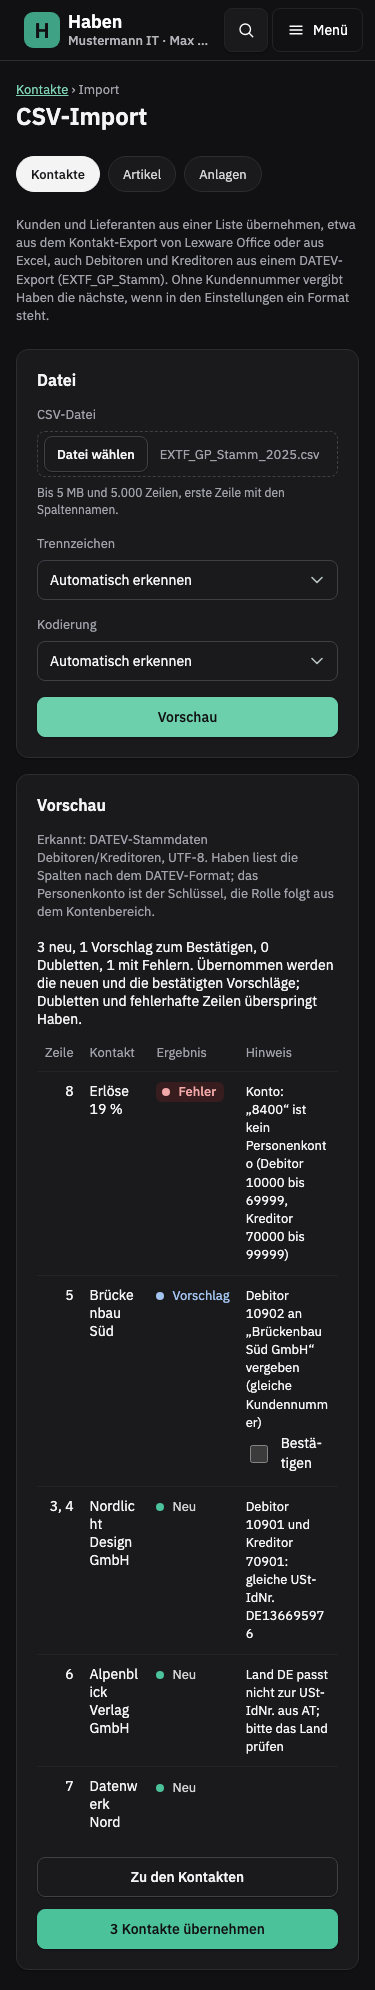 H
Haben
Mustermann IT · Max ...
Menü
Kontakte › Import
CSV-Import
Kontakte
Artikel
Anlagen
Kunden und Lieferanten aus einer Liste übernehmen, etwa
aus dem Kontakt-Export von Lexware Office oder aus
Excel, auch Debitoren und Kreditoren aus einem DATEV-
Export (EXTF_GP_Stamm). Ohne Kundennummer vergibt
Haben die nächste, wenn in den Einstellungen ein Format
steht.
Datei
CSV-Datei
Datei wählen EXTF_GP_Stamm_2025.csv
Bis 5 MB und 5.000 Zeilen, erste Zeile mit den
Spaltennamen.
Trennzeichen
Automatisch erkennen
Kodierung
Automatisch erkennen
Vorschau
Vorschau
Erkannt: DATEV-Stammdaten
Debitoren/Kreditoren, UTF-8. Haben liest die
Spalten nach dem DATEV-Format; das
Personenkonto ist der Schlüssel, die Rolle folgt aus
dem Kontenbereich.
3 neu, 1 Vorschlag zum Bestätigen, 0
Dubletten, 1 mit Fehlern. Übernommen werden
die neuen und die bestätigten Vorschläge;
Dubletten und fehlerhafte Zeilen überspringt
Haben.
Zeile Kontakt Ergebnis Hinweis
8
Erlöse
19 %
Fehler
Konto:
„8400“ ist
kein
Personenkont
o (Debitor
10000 bis
69999,
Kreditor
70000 bis
99999)
5
Brücke
nbau
Süd
Vorschlag
Debitor
10902 an
„Brückenbau
Süd GmbH“
vergeben
(gleiche
Kundennumm
er)
Bestä-
tigen
3, 4
Nordlic
ht
Design
GmbH
Neu
Debitor
10901 und
Kreditor
70901:
gleiche USt-
IdNr.
DE13669597
6
6
Alpenbl
ick
Verlag
GmbH
Neu
Land DE passt
nicht zur USt-
IdNr. aus AT;
bitte das Land
prüfen
7
Datenw
erk
Nord
Neu
Zu den Kontakten
3 Kontakte übernehmen